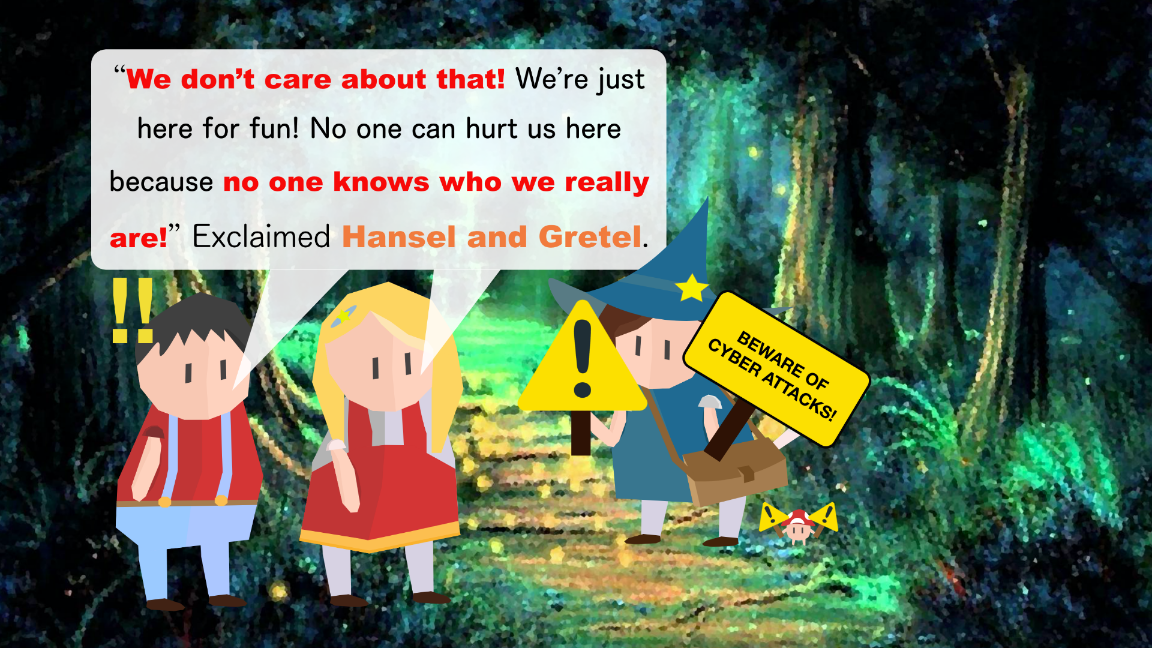 “We don’t care about that! We’re just
here for fun! No one can hurt us here
because no one knows who we really
are!” Exclaimed Hansel and Gretel.
!!
!
BEWARE OF
CYBER ATTACKS!
! !